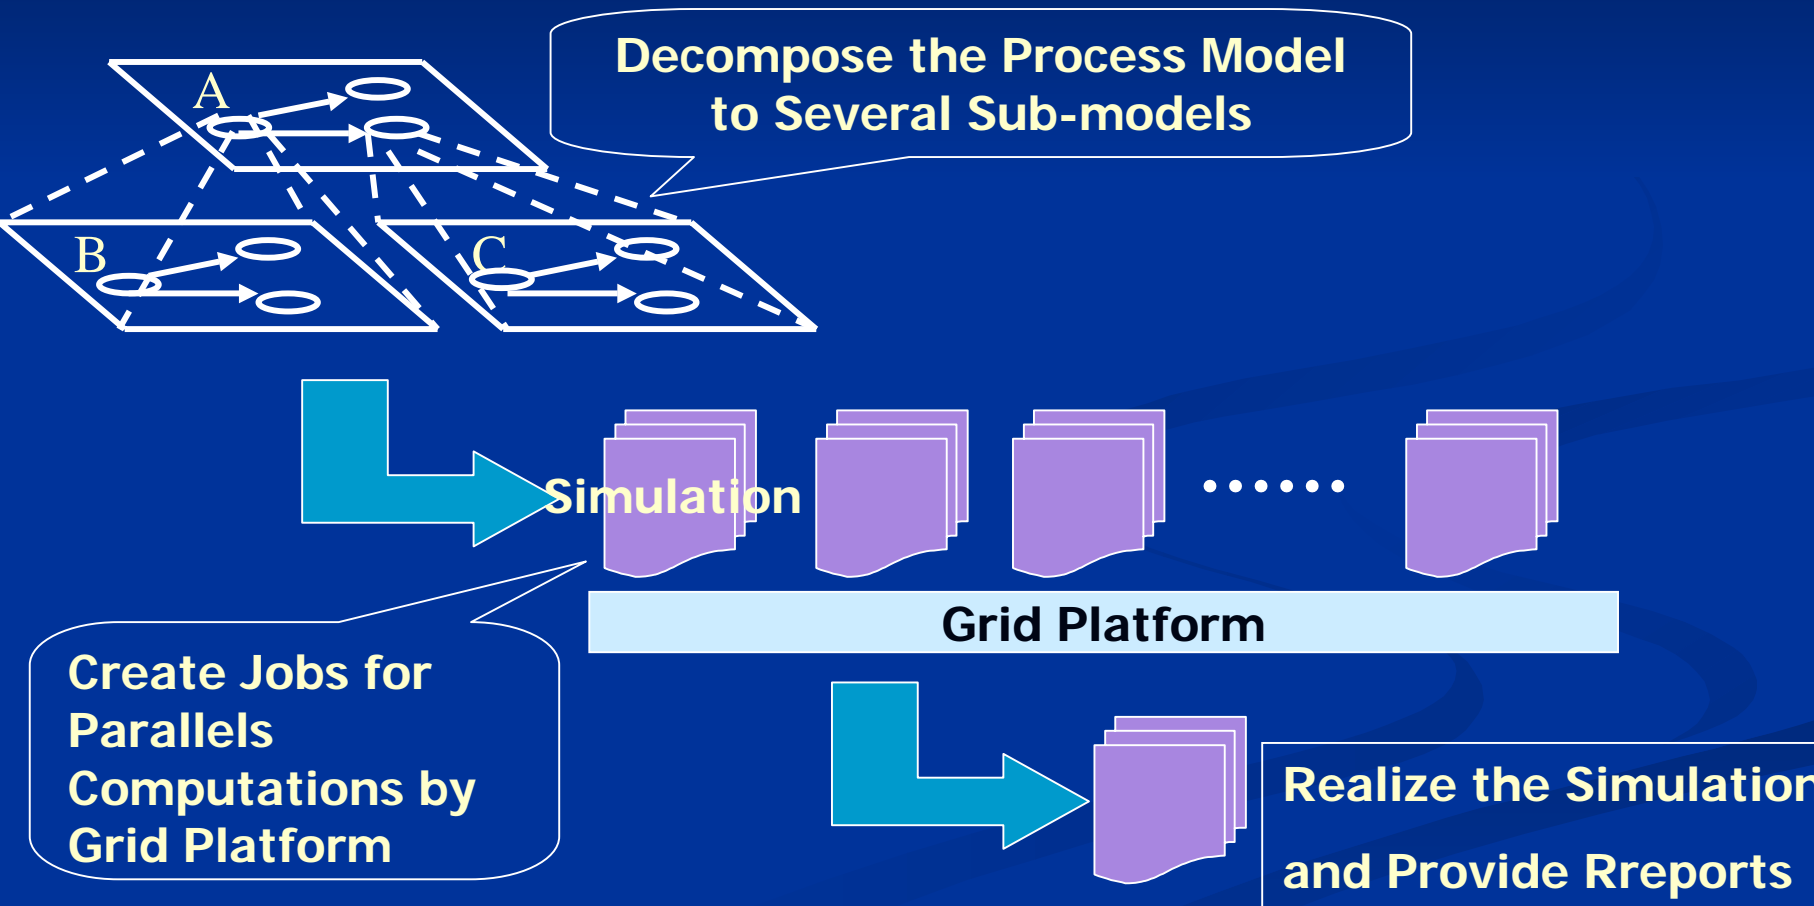 Decompose the Process Model
to Several Sub-models
A
B
C
Simulation
Grid Platform
Create Jobs for
Parallels
Computations by
Grid Platform
Realize the Simulation
and Provide Rreports